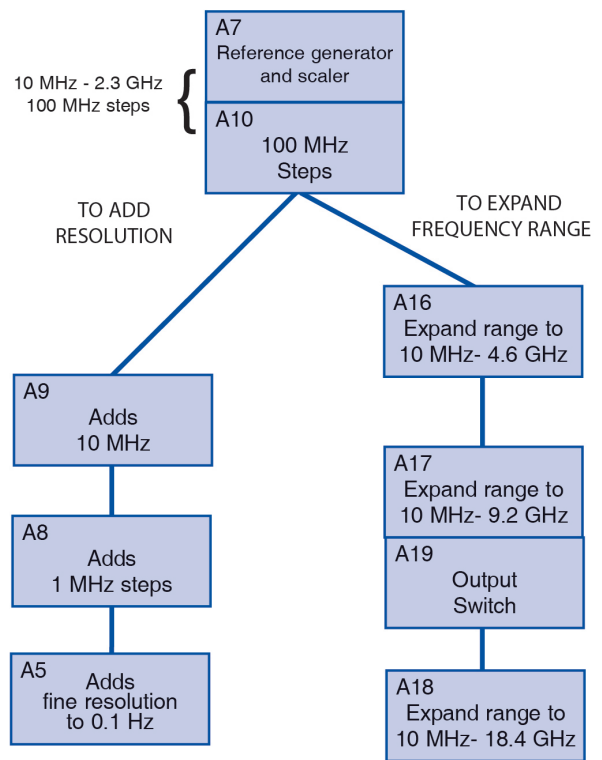 A7
Reference generator
and scaler
10 MHz - 2.3 GHz
100 MHz steps
A10
100 MHz
Steps
TO ADD
RESOLUTION
TO EXPAND
FREQUENCY RANGE
A9
Adds
10 MHz
A8
Adds
1 MHz steps
A5
Adds
fine resolution
to 0.1 Hz
A16
Expand range to
10 MHz- 4.6 GHz
A17
Expand range to
10 MHz- 9.2 GHz
A19
Output
Switch
A18
Expand range to
10 MHz- 18.4 GHz